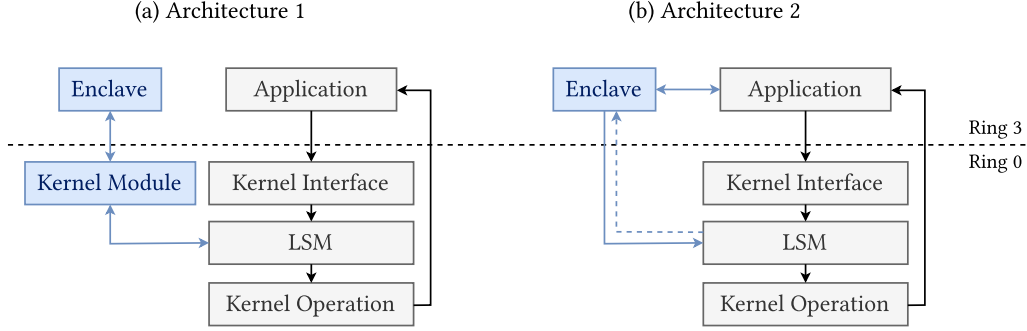 (a) Architecture 1
Enclave
Application
Kernel Module
Kernel Interface
LSM
Kernel Operation
(b) Architecture 2
Enclave
Application
Ring 3
Ring 0
Kernel Interface
LSM
Kernel Operation